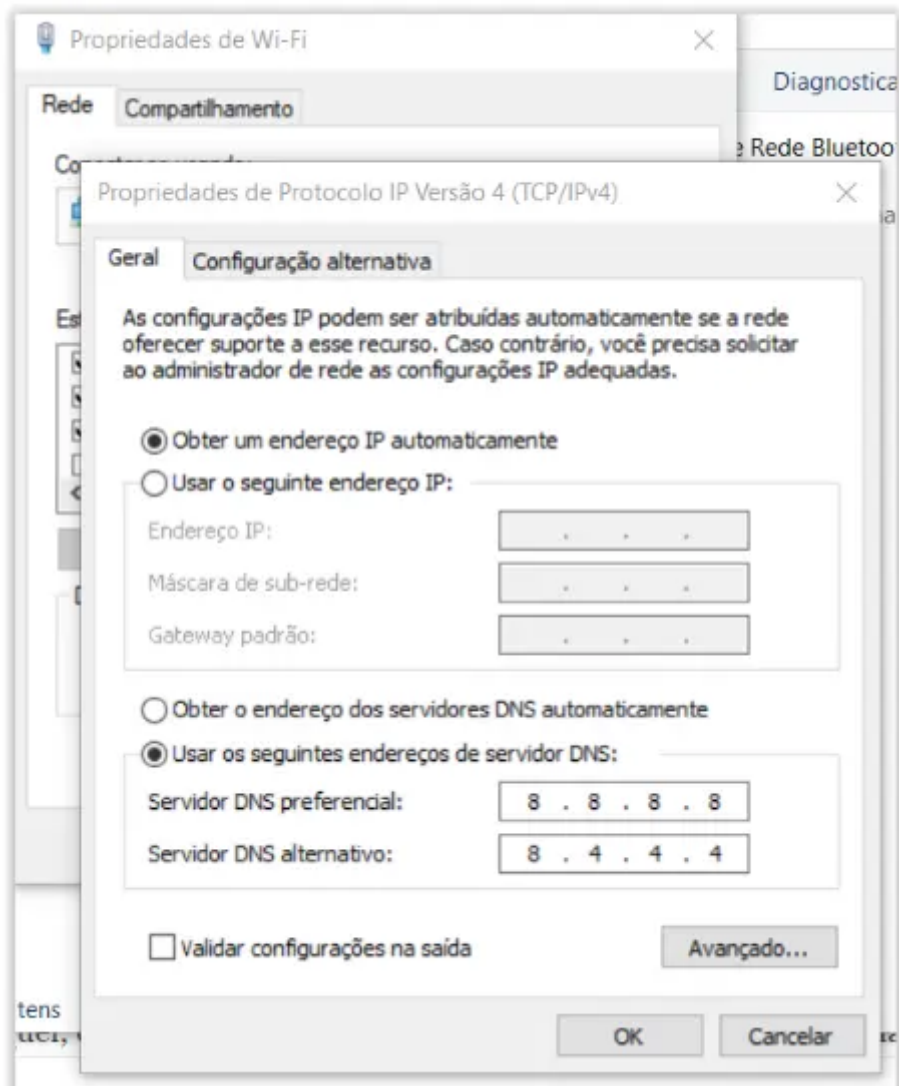 Propriedades de Wi-Fi
Diagnostica
Rede
Compartilhamento
e Rede Bluetoo
Propriedades de Protocolo IP Versão 4 (TCP/IPv4)
Geral
Configuração alternativa
As configurações IP podem ser atribuídas automaticamente se a rede
oferecer suporte a esse recurso. Caso contrário, você precisa solicitar
ao administrador de rede as configurações IP adequadas.
Obter um endereço IP automaticamente
Usar o seguinte endereço IP:
Endereço IP:
. . .
Máscara de sub-rede:
. . .
Gateway padrão:
. . .
Obter o endereço dos servidores DNS automaticamente
Usar os seguintes endereços de servidor DNS:
Servidor DNS preferencial:
8 . 8 . 8 . 8
Servidor DNS alternativo:
8 . 4 . 4 . 4
Validar configurações na saída
Avançado...
tens
OK
Cancelar